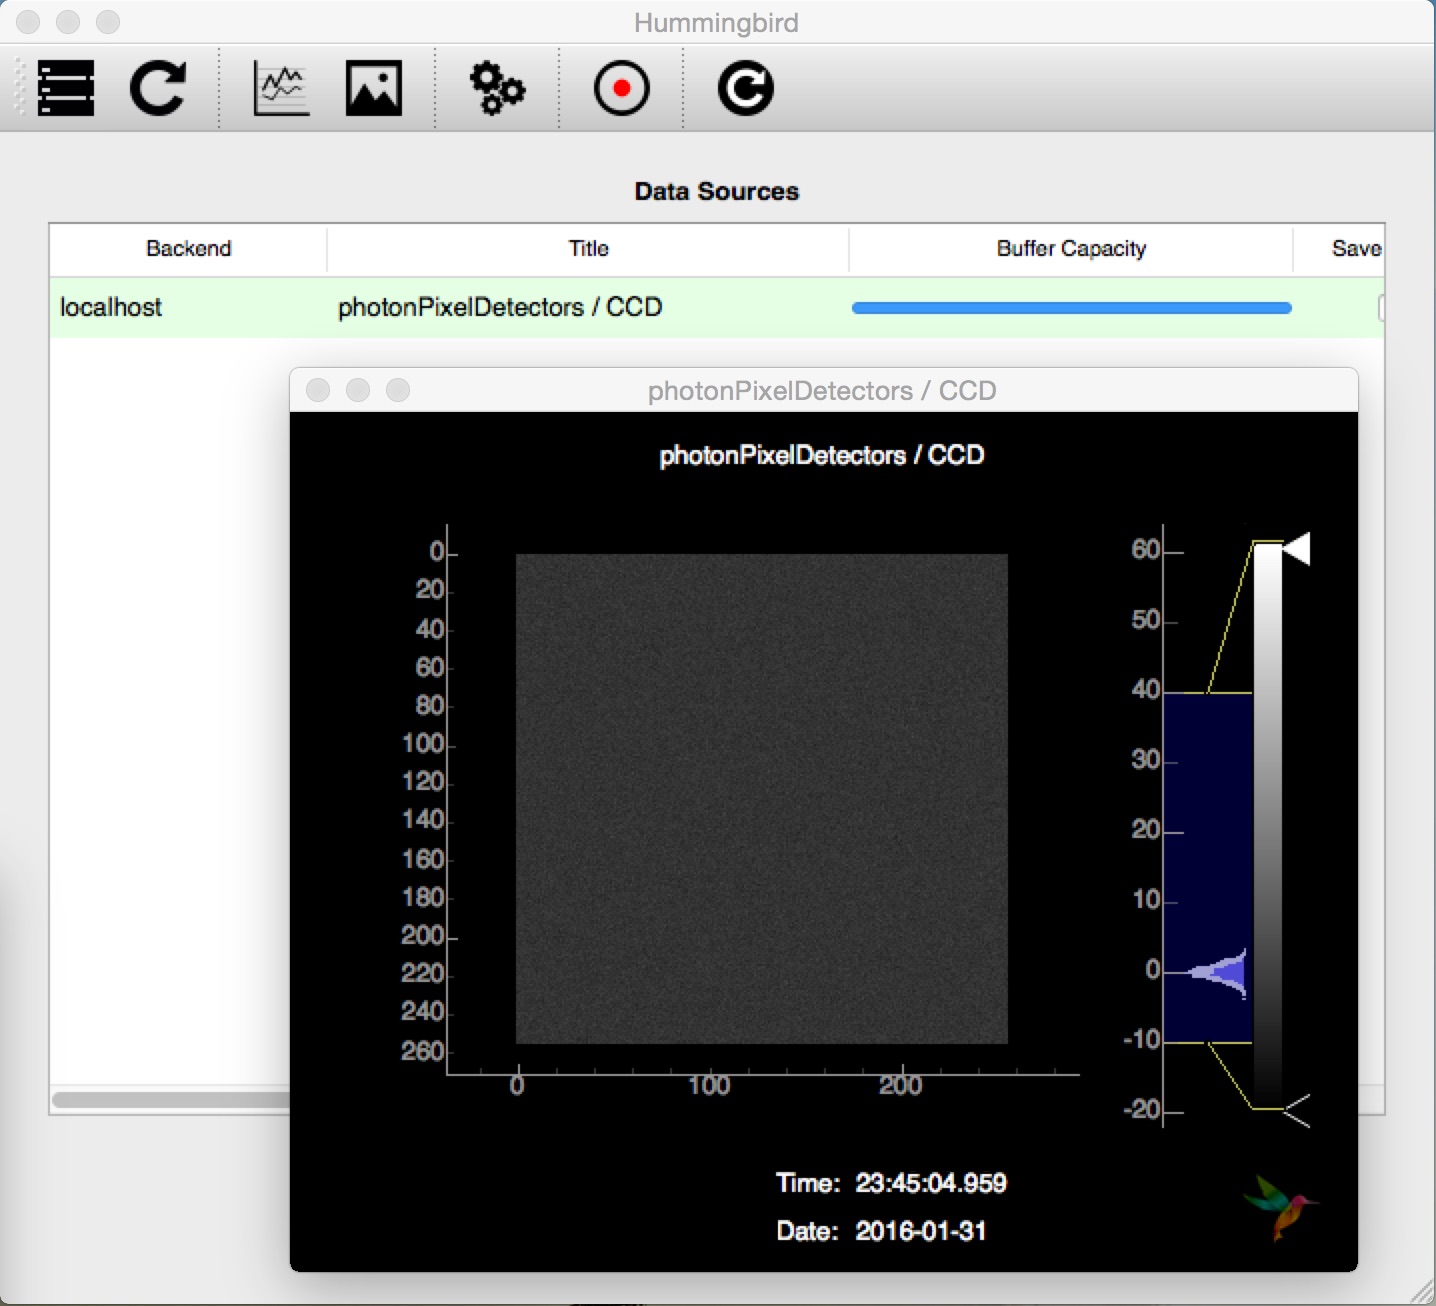 Hummingbird
Data Sources
Backend Title Buffer Capacity Save
localhost photonPixelDetectors / CCD
photonPixelDetectors / CCD
photonPixelDetectors / CCD
0
20
40
60
80
100
120
140
160
180
200
220
240
260
0 100 200
60
50
40
30
20
10
0
-10
-20
Time: 23:45:04.959
Date: 2016-01-31